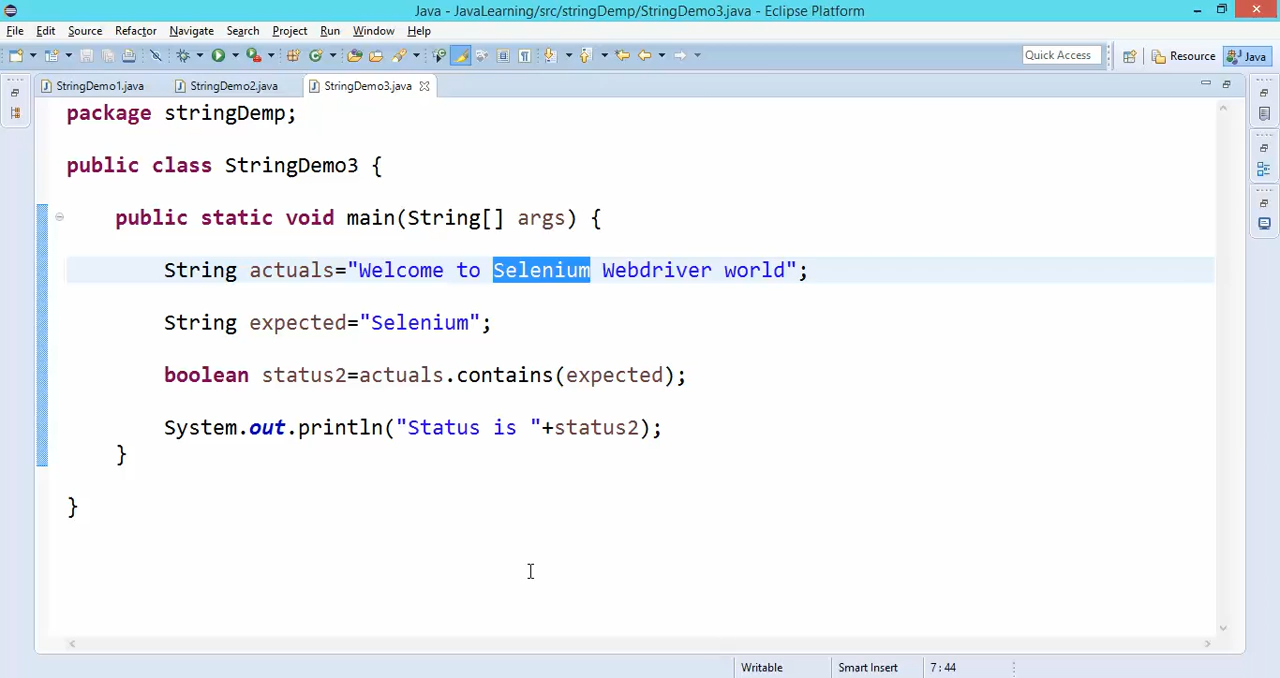 Java - JavaLearning/src/stringDemp/StringDemo3.java - Eclipse Platform
File Edit Source Refactor Navigate Search Project Run Window Help
Quick Access Resource Java
StringDemo1.java StringDemo2.java StringDemo3.java
package stringDemp;
public class StringDemo3 {
public static void main(String[] args) {
String actuals="Welcome to Selenium Webdriver world";
String expected="Selenium";
boolean status2=actuals.contains(expected);
System.out.println("Status is "+status2);
}
}
Writable Smart Insert 7 : 44